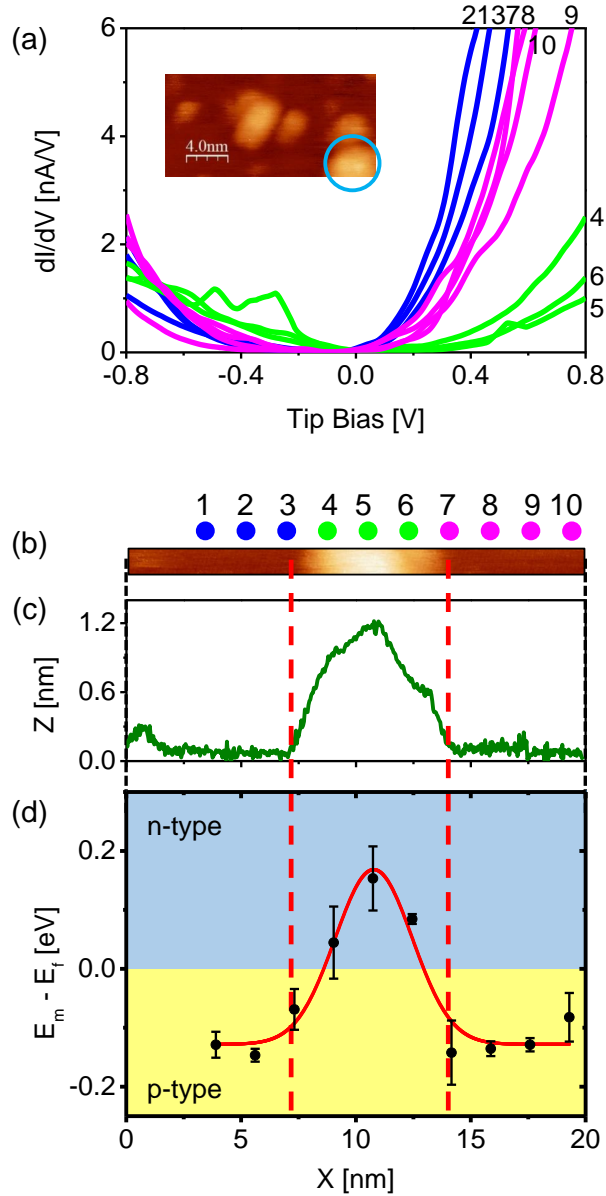 (a)
21378 9
10
6
4
2
0
dI/dV [nA/V]
4.0nm
4
6
5
-0.8 -0.4 0.0 0.4 0.8
Tip Bias [V]
1 2 3 4 5 6 7 8 9 10
(b)
(c)
1.2
0.6
0.0
Z [nm]
(d)
n-type
0.2
0.0
-0.2
E_m - E_f [eV]
p-type
0 5 10 15 20
X [nm]